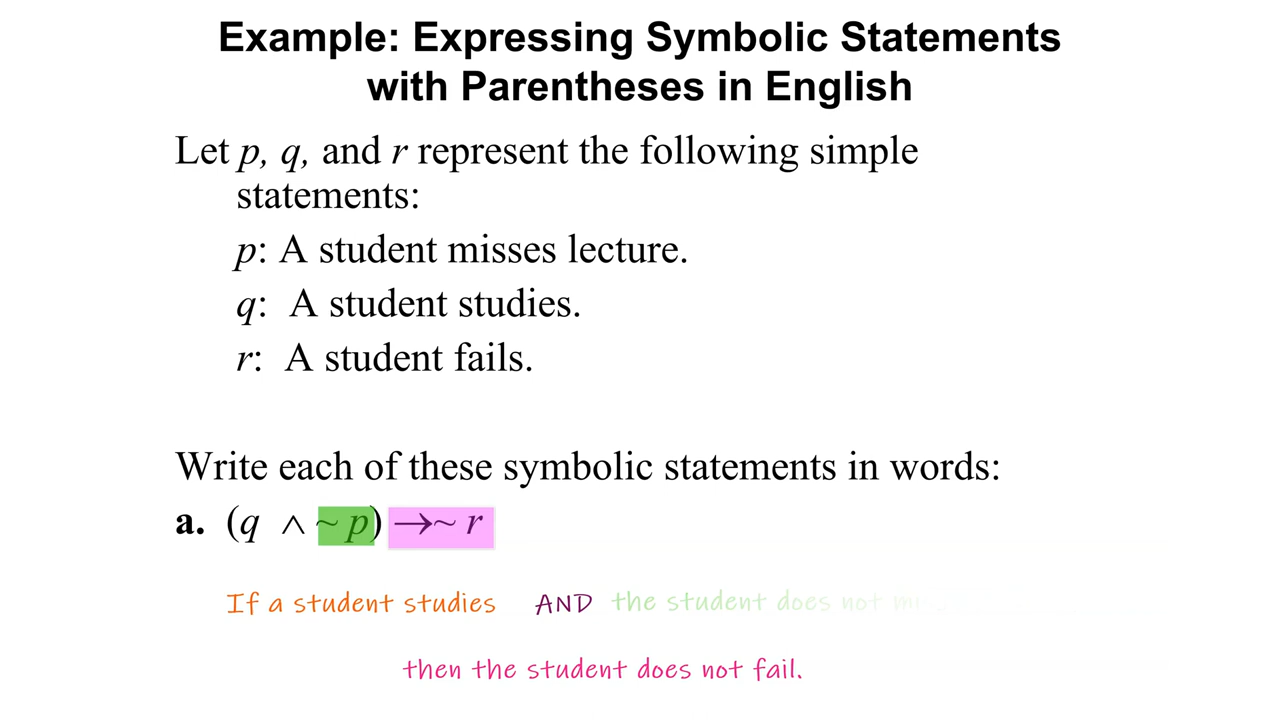 Example: Expressing Symbolic Statements
with Parentheses in English
Let p, q, and r represent the following simple
statements:
p: A student misses lecture.
q: A student studies.
r: A student fails.
Write each of these symbolic statements in words:
a. (q ∧ ~ p) →~ r
If a student studies AND the student does not
then the student does not fail.